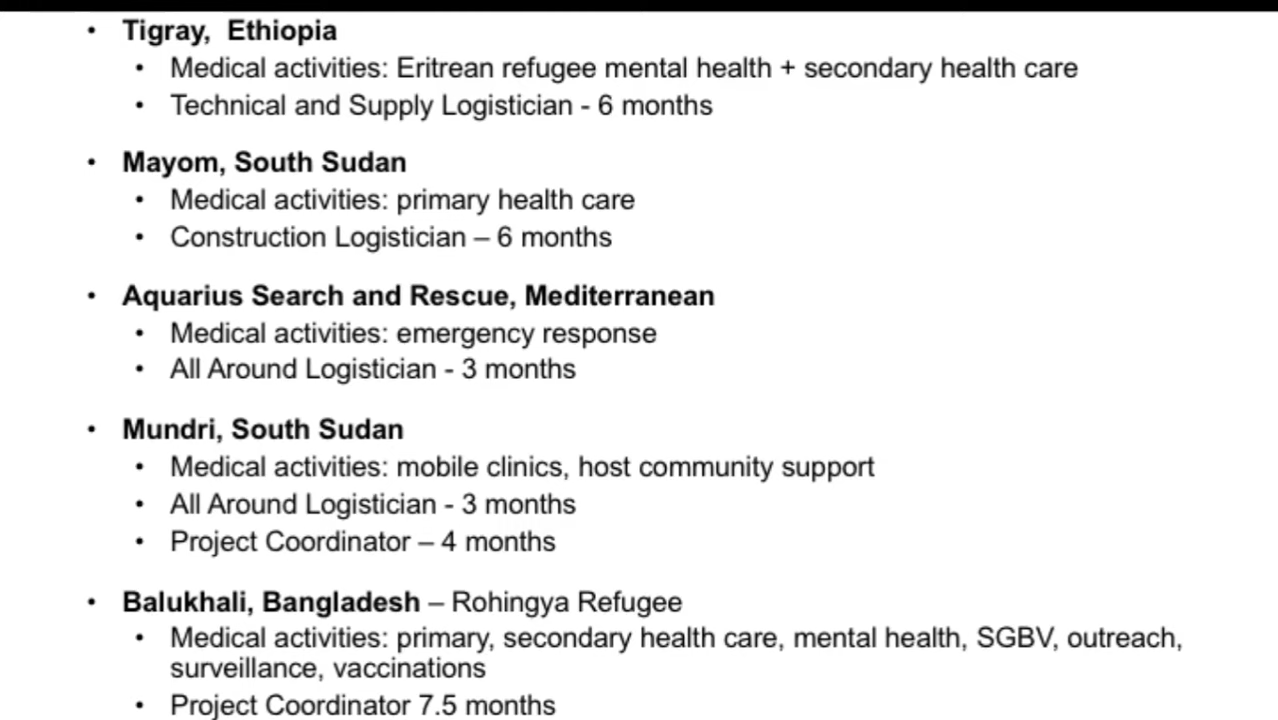 • Tigray,  Ethiopia
• Medical activities: Eritrean refugee mental health + secondary health care
• Technical and Supply Logistician - 6 months
• Mayom, South Sudan
• Medical activities: primary health care
• Construction Logistician – 6 months
• Aquarius Search and Rescue, Mediterranean
• Medical activities: emergency response
• All Around Logistician - 3 months
• Mundri, South Sudan
• Medical activities: mobile clinics, host community support
• All Around Logistician - 3 months
• Project Coordinator – 4 months
• Balukhali, Bangladesh – Rohingya Refugee
• Medical activities: primary, secondary health care, mental health, SGBV, outreach,
surveillance, vaccinations
• Project Coordinator 7.5 months